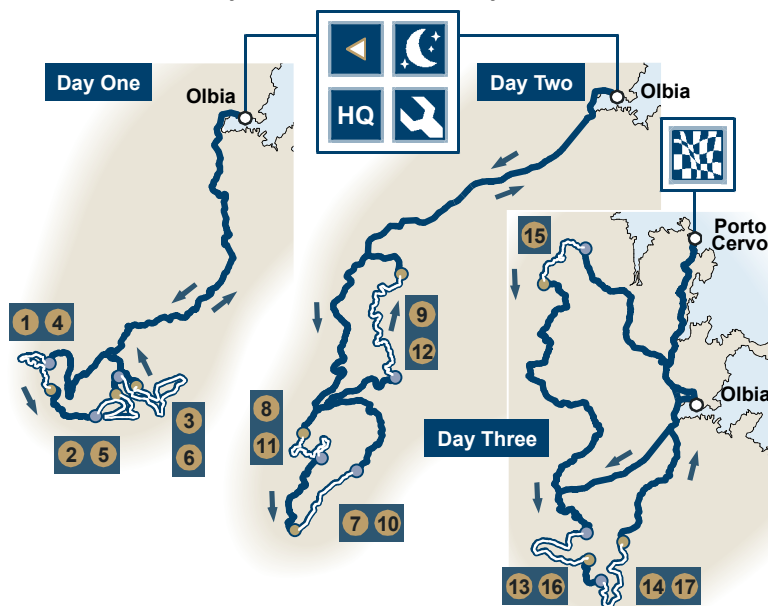 Day One
Olbia
HQ
Day Two
Olbia
Porto
Cervo
15
1 4
9
12
8
11
3
6
2 5
Day Three
Olbia
7 10
13 16
14 17